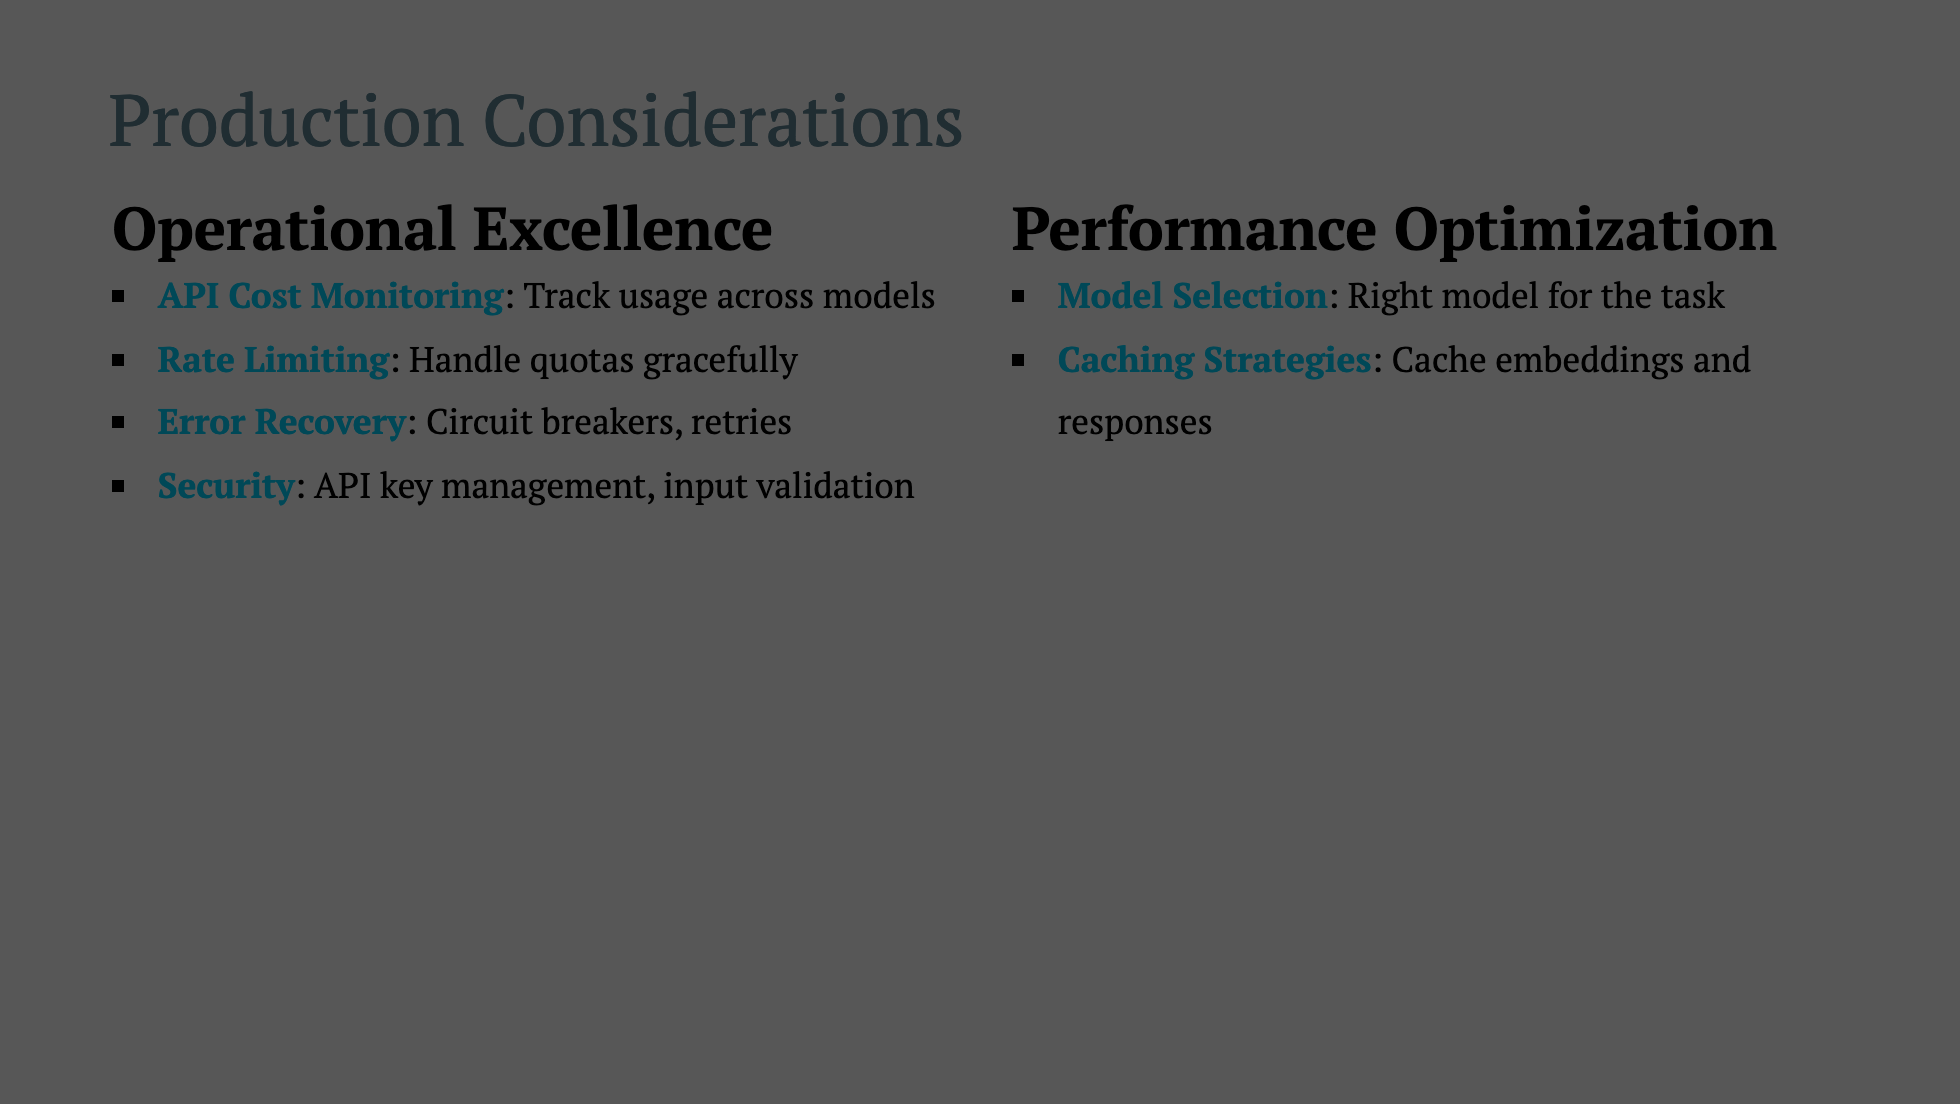 Production Considerations
Operational Excellence
▪ API Cost Monitoring: Track usage across models
▪ Rate Limiting: Handle quotas gracefully
▪ Error Recovery: Circuit breakers, retries
▪ Security: API key management, input validation
Performance Optimization
▪ Model Selection: Right model for the task
▪ Caching Strategies: Cache embeddings and
responses